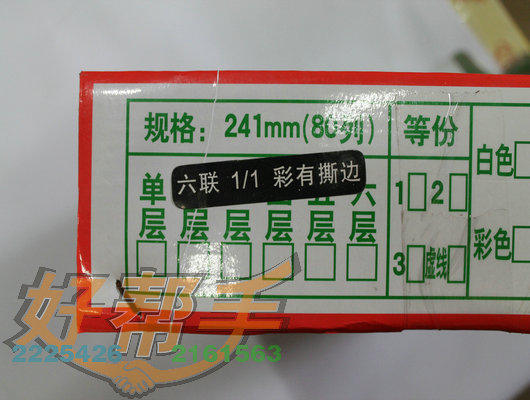 规格：241mm(80列)
等份
白色
六联 1/1 彩有撕边
单层
层
层
层
层
六层
1 2
3 虚线
彩色
好帮手
2225426 2161563